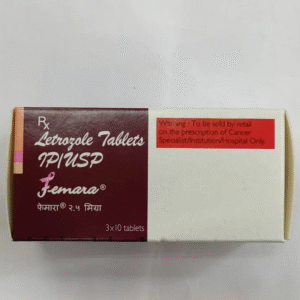 Rx
Letrozole Tablets
IP/USP
Femara®
फेमारा® २.५ मिग्रा
3x10 tablets
Warning - To be sold by retail
on the prescription of Cancer
Specialist/Institution/Hospital Only.